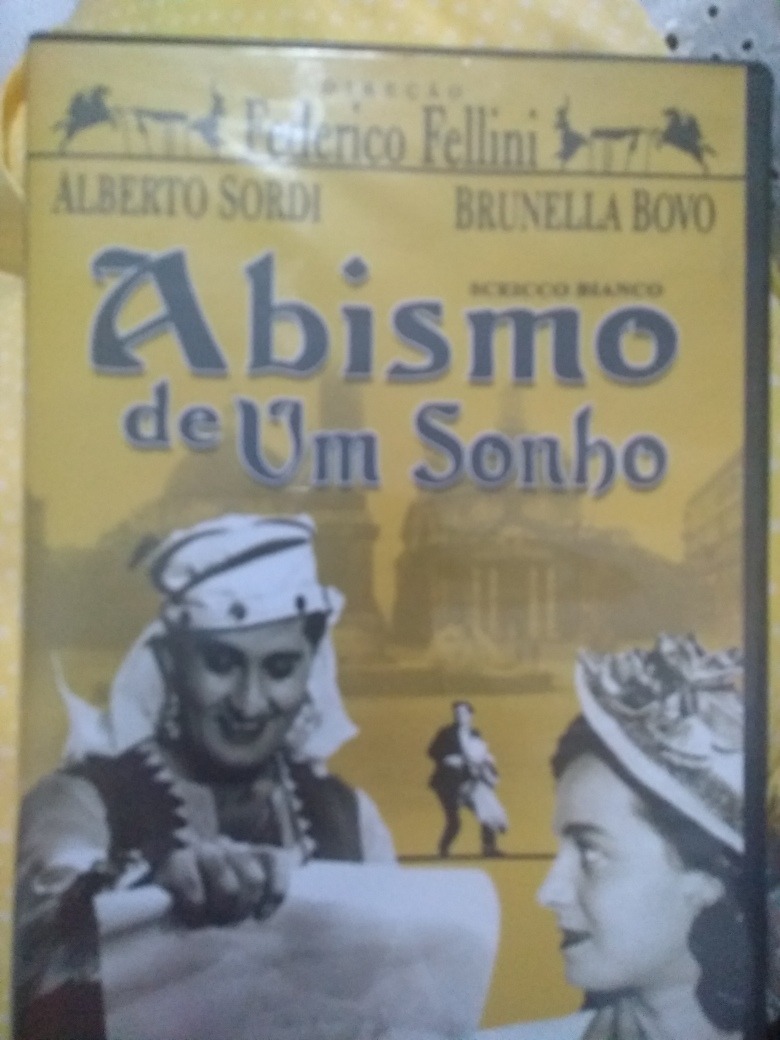 DIREÇÃO
Federico Fellini
ALBERTO SORDI BRUNELLA BOVO
SCEICCO BIANCO
Abismo
de Um Sonho